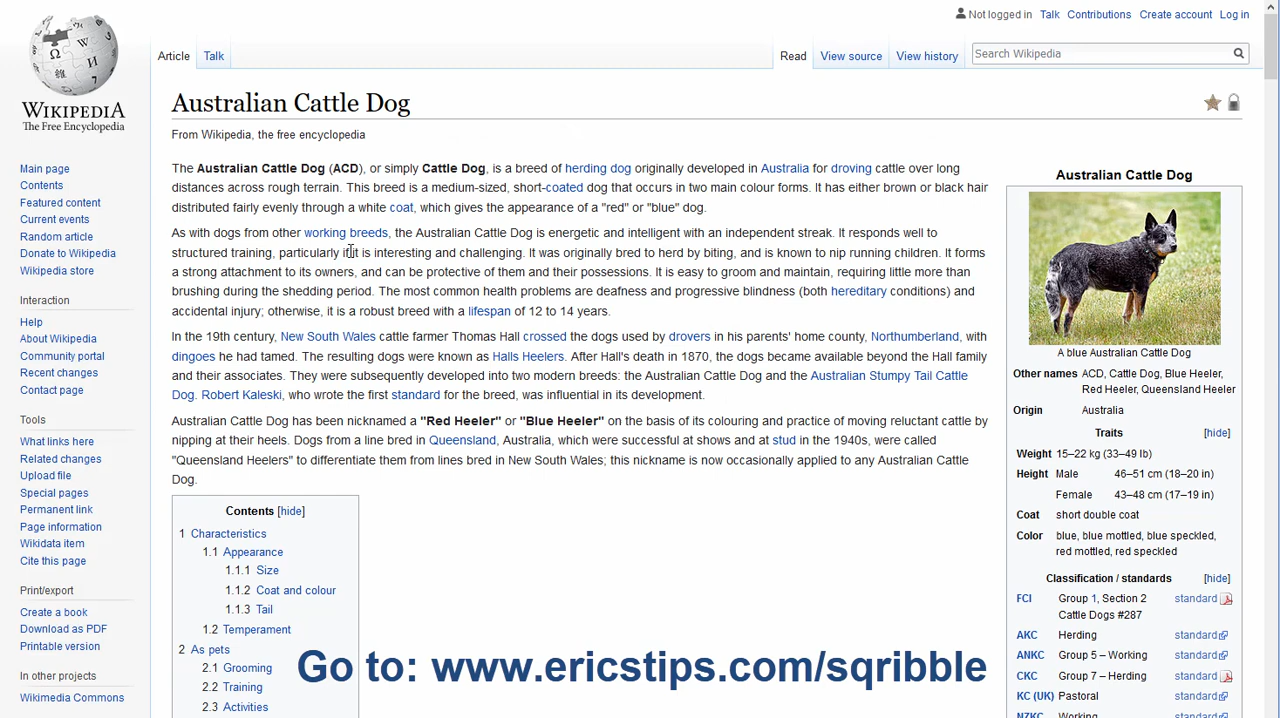 Not logged in Talk Contributions Create account Log in
Article Talk Read View source View history Search Wikipedia
WIKIPEDIA
The Free Encyclopedia
Main page
Contents
Featured content
Current events
Random article
Donate to Wikipedia
Wikipedia store
Interaction
Help
About Wikipedia
Community portal
Recent changes
Contact page
Tools
What links here
Related changes
Upload file
Special pages
Permanent link
Page information
Wikidata item
Cite this page
Print/export
Create a book
Download as PDF
Printable version
In other projects
Wikimedia Commons
Australian Cattle Dog
From Wikipedia, the free encyclopedia
The Australian Cattle Dog (ACD), or simply Cattle Dog, is a breed of herding dog originally developed in Australia for droving cattle over long
distances across rough terrain. This breed is a medium-sized, short-coated dog that occurs in two main colour forms. It has either brown or black hair
distributed fairly evenly through a white coat, which gives the appearance of a "red" or "blue" dog.
As with dogs from other working breeds, the Australian Cattle Dog is energetic and intelligent with an independent streak. It responds well to
structured training, particularly if it is interesting and challenging. It was originally bred to herd by biting, and is known to nip running children. It forms
a strong attachment to its owners, and can be protective of them and their possessions. It is easy to groom and maintain, requiring little more than
brushing during the shedding period. The most common health problems are deafness and progressive blindness (both hereditary conditions) and
accidental injury; otherwise, it is a robust breed with a lifespan of 12 to 14 years.
In the 19th century, New South Wales cattle farmer Thomas Hall crossed the dogs used by drovers in his parents' home county, Northumberland, with
dingoes he had tamed. The resulting dogs were known as Halls Heelers. After Hall's death in 1870, the dogs became available beyond the Hall family
and their associates. They were subsequently developed into two modern breeds: the Australian Cattle Dog and the Australian Stumpy Tail Cattle
Dog. Robert Kaleski, who wrote the first standard for the breed, was influential in its development.
Australian Cattle Dog has been nicknamed a "Red Heeler" or "Blue Heeler" on the basis of its colouring and practice of moving reluctant cattle by
nipping at their heels. Dogs from a line bred in Queensland, Australia, which were successful at shows and at stud in the 1940s, were called
"Queensland Heelers" to differentiate them from lines bred in New South Wales; this nickname is now occasionally applied to any Australian Cattle
Dog.
Contents [hide]
1 Characteristics
1.1 Appearance
1.1.1 Size
1.1.2 Coat and colour
1.1.3 Tail
1.2 Temperament
2 As pets
2.1 Grooming
2.2 Training
2.3 Activities
Australian Cattle Dog
A blue Australian Cattle Dog
Other names ACD, Cattle Dog, Blue Heeler,
Red Heeler, Queensland Heeler
Origin Australia
Traits [hide]
Weight 15–22 kg (33–49 lb)
Height Male 46–51 cm (18–20 in)
Female 43–48 cm (17–19 in)
Coat short double coat
Color blue, blue mottled, blue speckled,
red mottled, red speckled
Classification / standards [hide]
FCI Group 1, Section 2 standard
Cattle Dogs #287
AKC Herding standard
ANKC Group 5 – Working standard
CKC Group 7 – Herding standard
KC (UK) Pastoral standard
NZKC Working standard
Go to: www.ericstips.com/sqribble